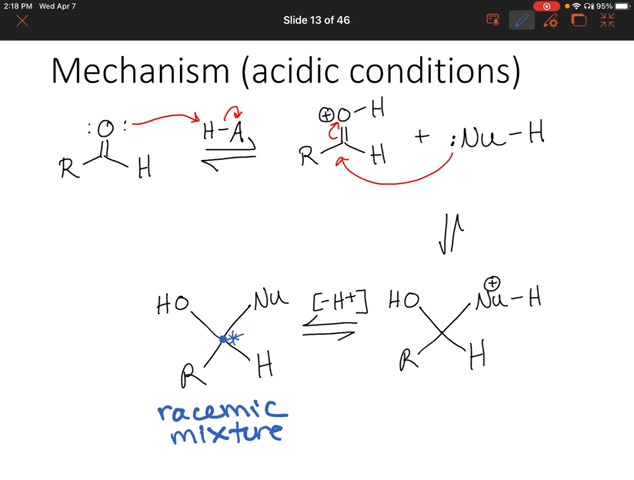 2:18 PM Wed Apr 7
95%
Slide 13 of 46
Mechanism (acidic conditions)
:O: H-A ⊕O-H
R H R H + :Nu-H
HO Nu [-H+] HO ⊕Nu-H
R * H R H
racemic
mixture